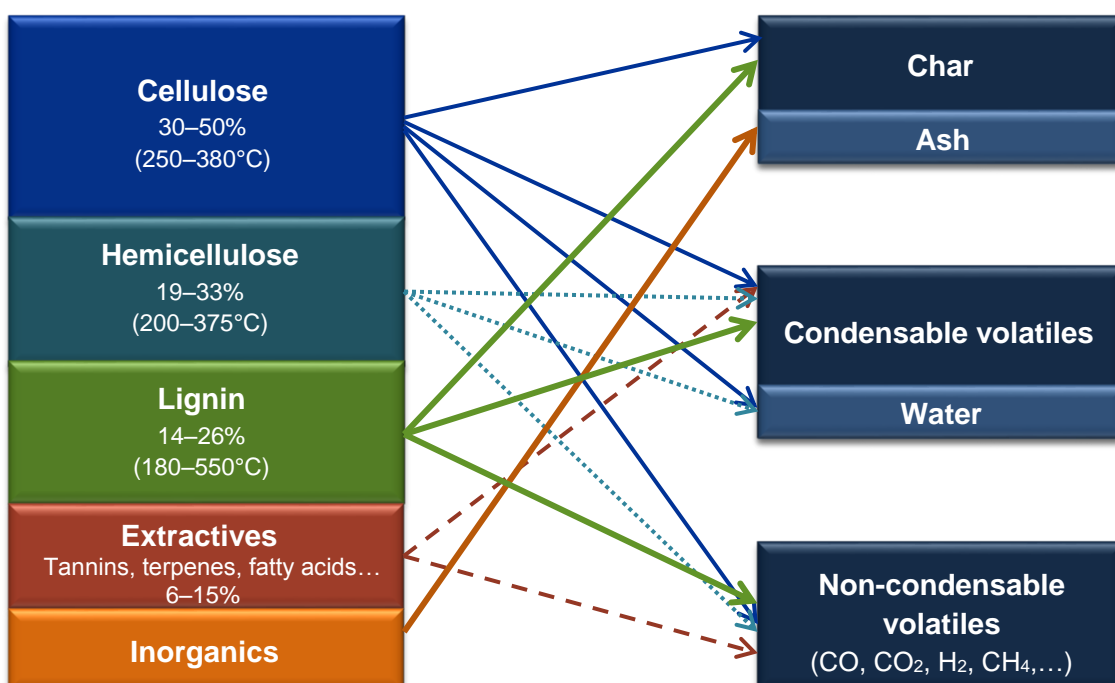 Cellulose
30–50%
(250–380°C)
Hemicellulose
19–33%
(200–375°C)
Lignin
14–26%
(180–550°C)
Extractives
Tannins, terpenes, fatty acids…
6–15%
Inorganics
Char
Ash
Condensable volatiles
Water
Non-condensable
volatiles
(CO, CO₂, H₂, CH₄,…)